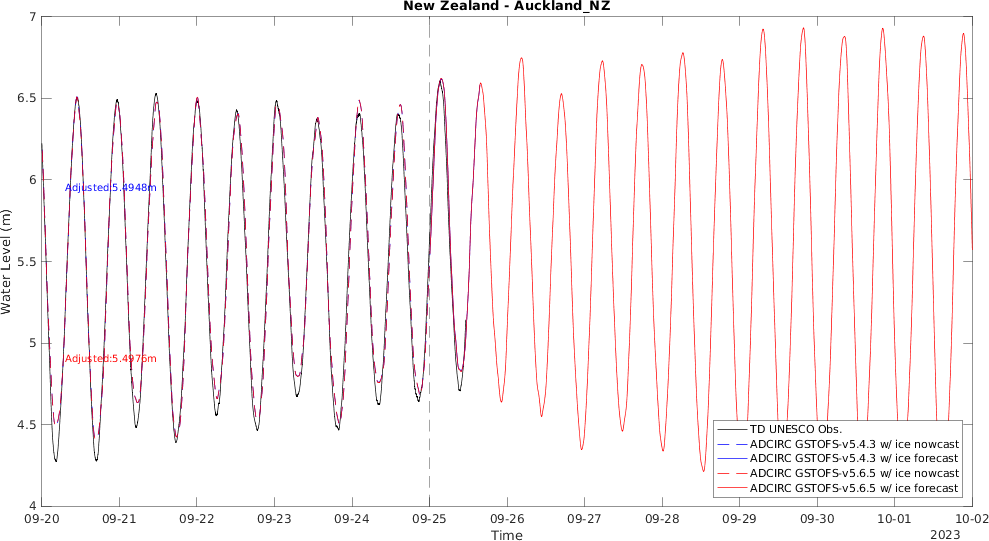 New Zealand - Auckland_NZ
7
6.5
6
5.5
5
4.5
4
Water Level (m)
Adjusted:5.4948m
Adjusted:5.4976m
TD UNESCO Obs.
ADCIRC GSTOFS-v5.4.3 w/ ice nowcast
ADCIRC GSTOFS-v5.4.3 w/ ice forecast
ADCIRC GSTOFS-v5.6.5 w/ ice nowcast
ADCIRC GSTOFS-v5.6.5 w/ ice forecast
09-20 09-21 09-22 09-23 09-24 09-25 09-26 09-27 09-28 09-29 09-30 10-01 10-02
Time
2023